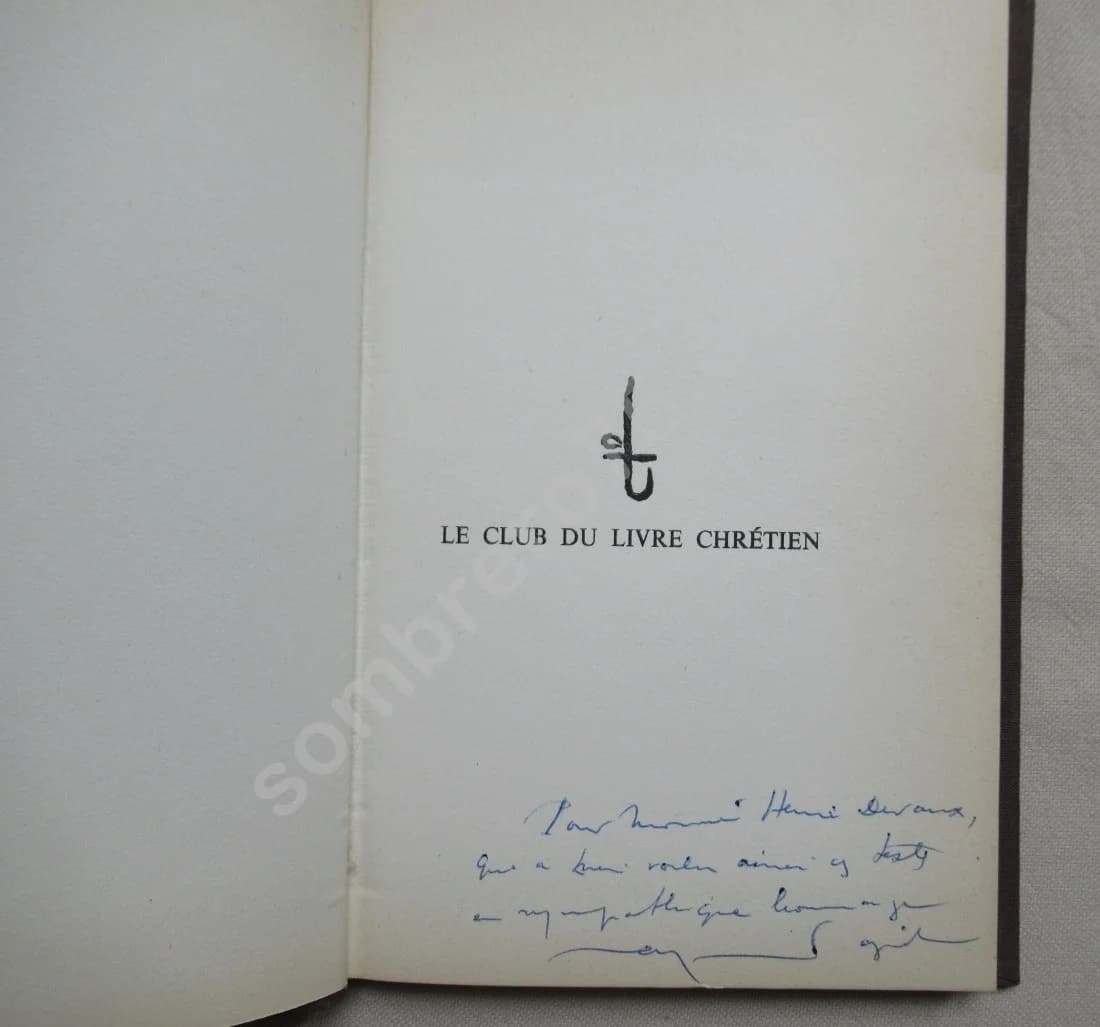 LE CLUB DU LIVRE CHRÉTIEN
Pour Monsieur Henri Devaux,
qui a bien voulu aimer ces textes
en sympathique hommage